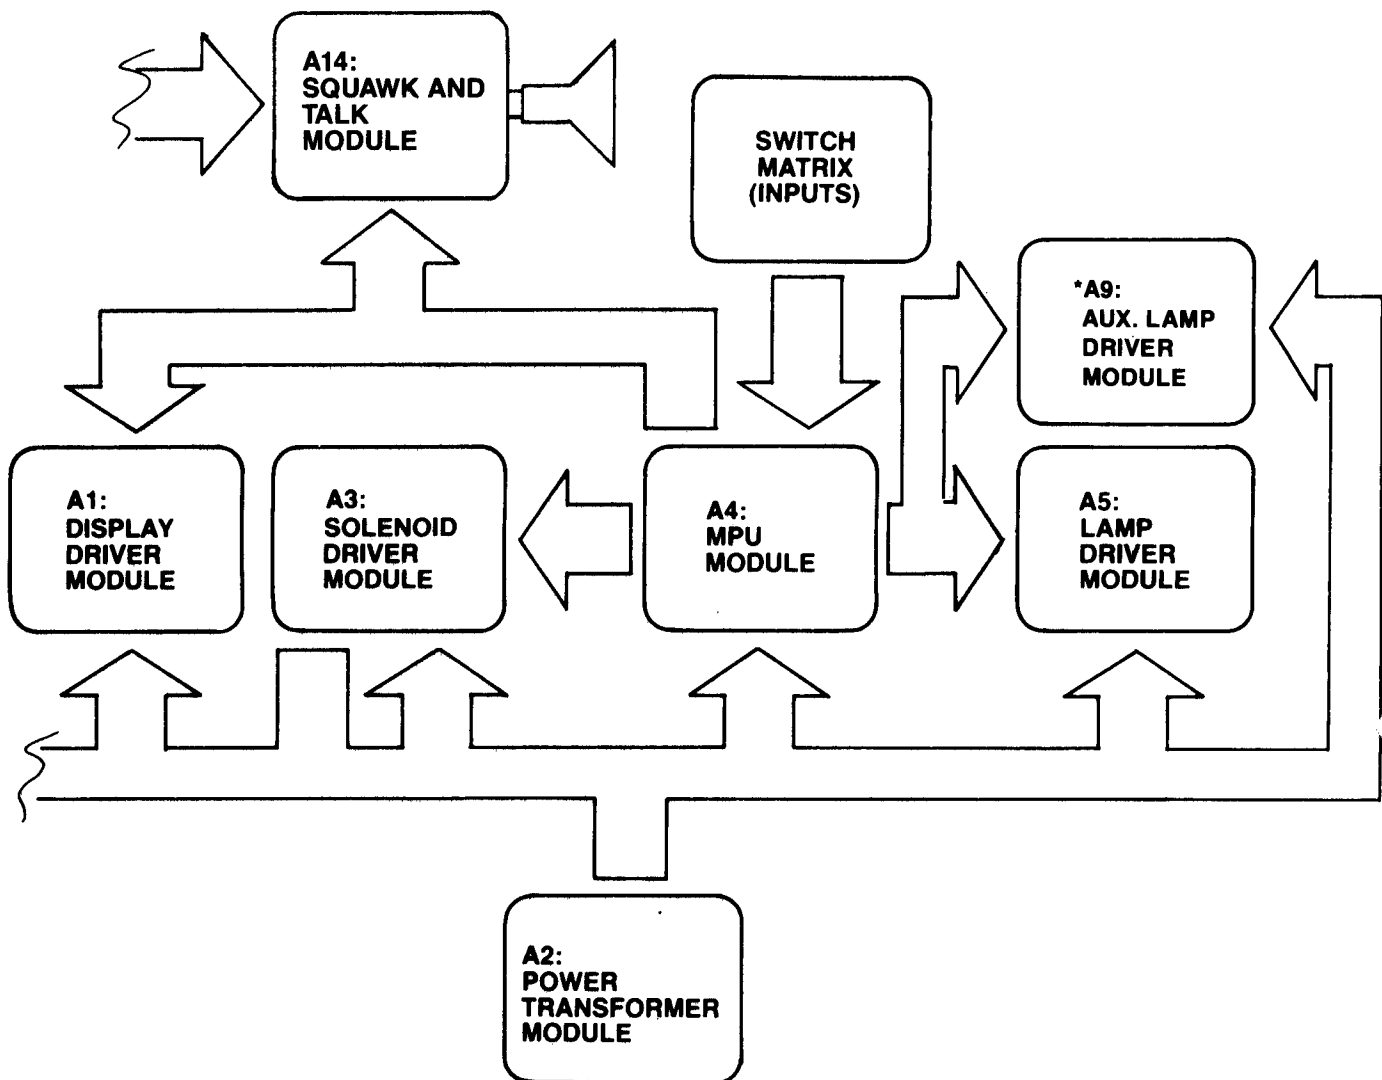 A14:
SQUAWK AND
TALK
MODULE
SWITCH
MATRIX
(INPUTS)
*A9:
AUX. LAMP
DRIVER
MODULE
A1:
DISPLAY
DRIVER
MODULE
A3:
SOLENOID
DRIVER
MODULE
A4:
MPU
MODULE
A5:
LAMP
DRIVER
MODULE
A2:
POWER
TRANSFORMER
MODULE